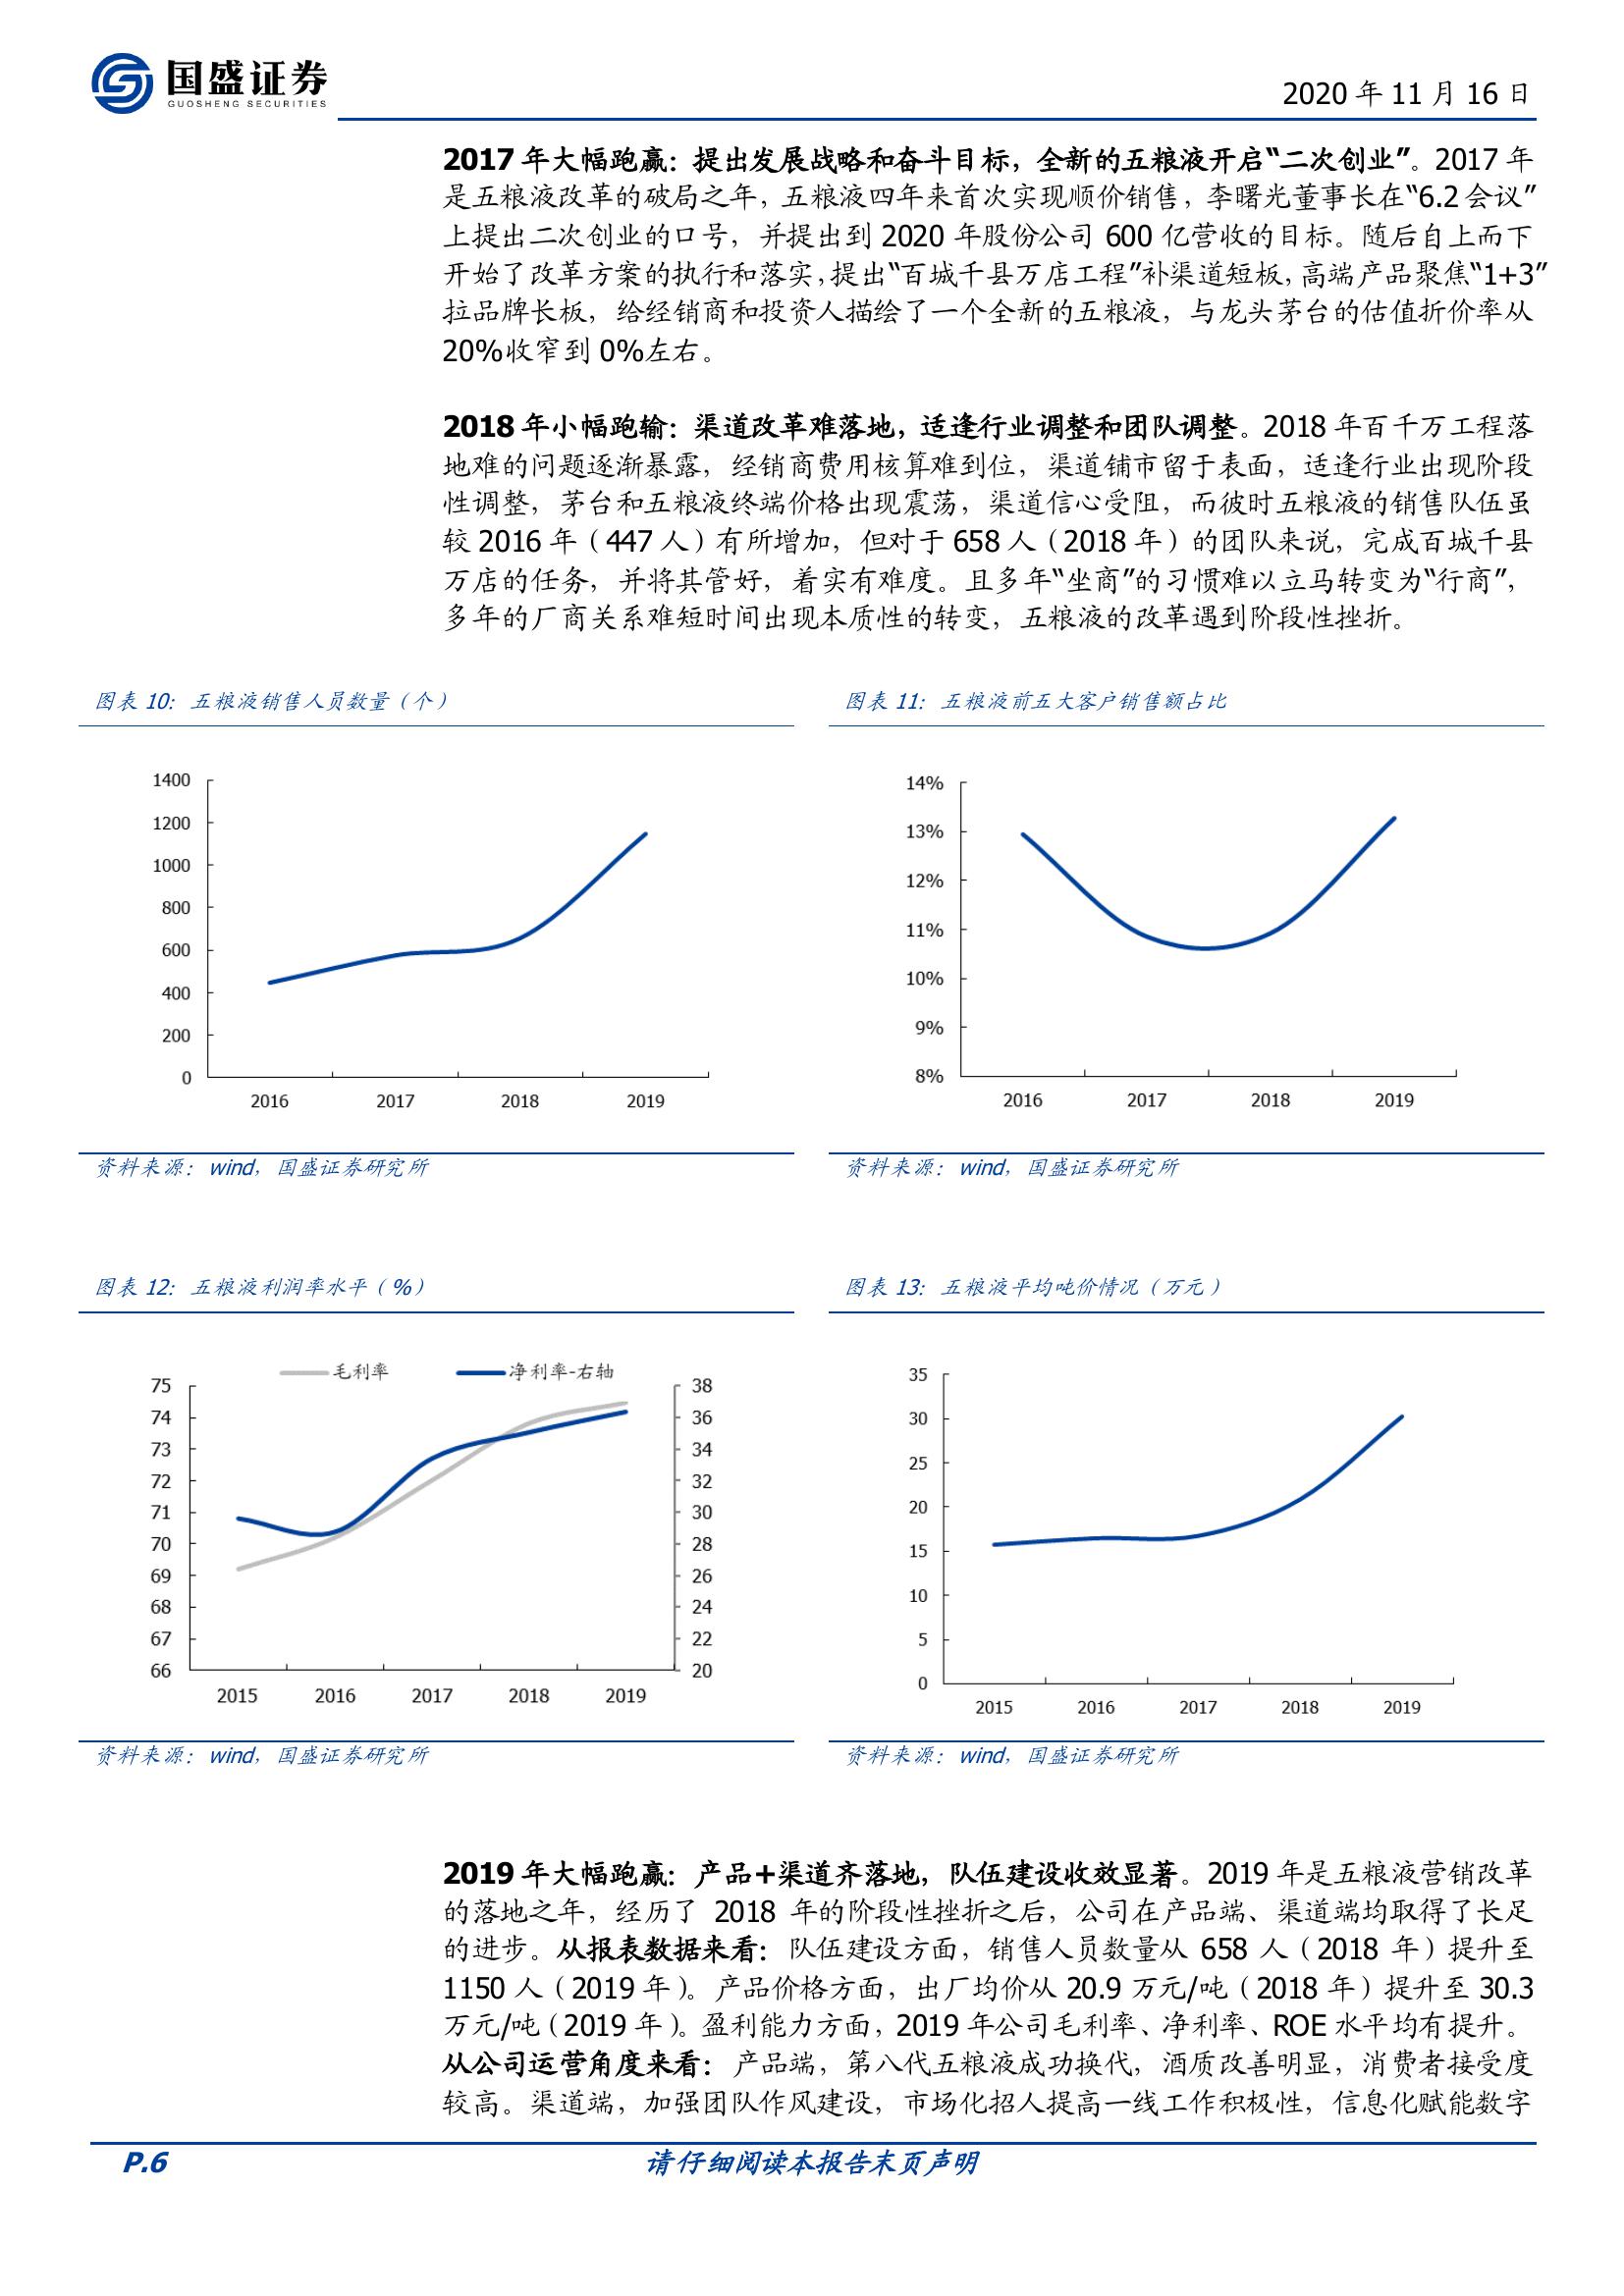 国盛证券
GUOSHENG SECURITIES
2020 年 11 月 16 日
2017 年大幅跑赢：提出发展战略和奋斗目标，全新的五粮液开启“二次创业”。2017 年
是五粮液改革的破局之年，五粮液四年来首次实现顺价销售，李曙光董事长在“6.2 会议”
上提出二次创业的口号，并提出到 2020 年股份公司 600 亿营收的目标。随后自上而下
开始了改革方案的执行和落实，提出“百城千县万店工程”补渠道短板，高端产品聚焦“1+3”
拉品牌长板，给经销商和投资人描绘了一个全新的五粮液，与龙头茅台的估值折价率从
20%收窄到 0%左右。
2018 年小幅跑输：渠道改革难落地，适逢行业调整和团队调整。2018 年百千万工程落
地难的问题逐渐暴露，经销商费用核算难到位，渠道铺市留于表面，适逢行业出现阶段
性调整，茅台和五粮液终端价格出现震荡，渠道信心受阻，而彼时五粮液的销售队伍虽
较 2016 年（447 人）有所增加，但对于 658 人（2018 年）的团队来说，完成百城千县
万店的任务，并将其管好，着实有难度。且多年“坐商”的习惯难以立马转变为“行商”，
多年的厂商关系难短时间出现本质性的转变，五粮液的改革遇到阶段性挫折。
图表 10：五粮液销售人员数量（个）
1400
1200
1000
800
600
400
200
0
2016 2017 2018 2019
资料来源：wind，国盛证券研究所
图表 11：五粮液前五大客户销售额占比
14%
13%
12%
11%
10%
9%
8%
2016 2017 2018 2019
资料来源：wind，国盛证券研究所
图表 12：五粮液利润率水平（%）
毛利率 净利率-右轴
75 38
74 36
73 34
72 32
71 30
70 28
69 26
68 24
67 22
66 20
2015 2016 2017 2018 2019
资料来源：wind，国盛证券研究所
图表 13：五粮液平均吨价情况（万元）
35
30
25
20
15
10
5
0
2015 2016 2017 2018 2019
资料来源：wind，国盛证券研究所
2019 年大幅跑赢：产品+渠道齐落地，队伍建设收效显著。2019 年是五粮液营销改革
的落地之年，经历了 2018 年的阶段性挫折之后，公司在产品端、渠道端均取得了长足
的进步。从报表数据来看：队伍建设方面，销售人员数量从 658 人（2018 年）提升至
1150 人（2019 年）。产品价格方面，出厂均价从 20.9 万元/吨（2018 年）提升至 30.3
万元/吨（2019 年）。盈利能力方面，2019 年公司毛利率、净利率、ROE 水平均有提升。
从公司运营角度来看：产品端，第八代五粮液成功换代，酒质改善明显，消费者接受度
较高。渠道端，加强团队作风建设，市场化招人提高一线工作积极性，信息化赋能数字
P.6
请仔细阅读本报告末页声明